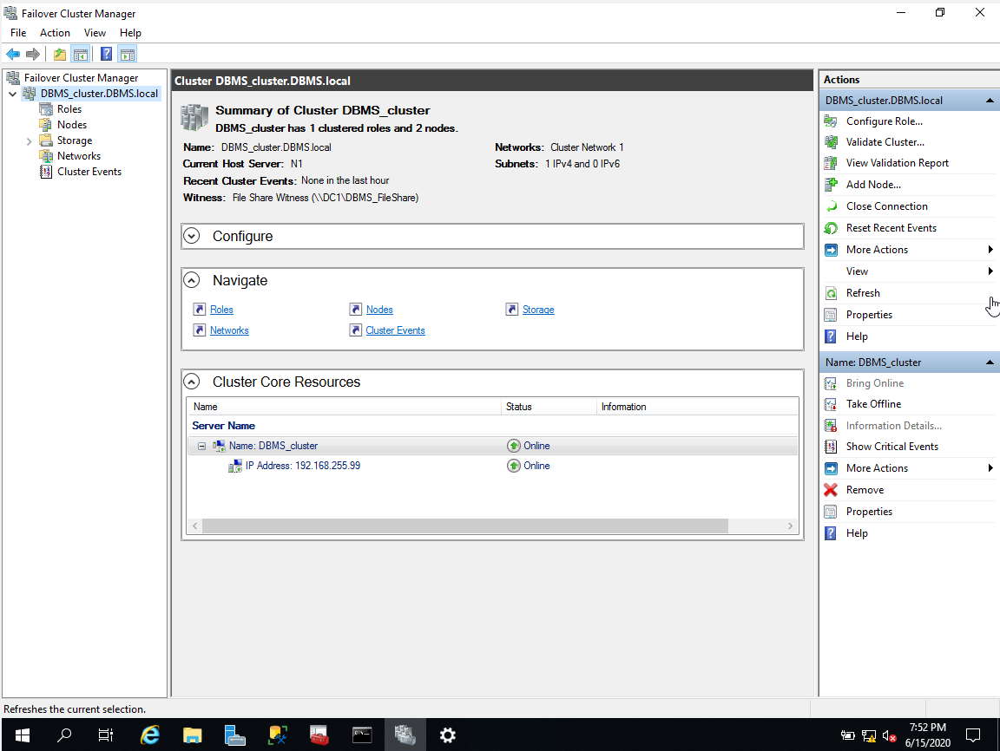 Failover Cluster Manager
File Action View Help
Failover Cluster Manager
DBMS_cluster.DBMS.local
Roles
Nodes
Storage
Networks
Cluster Events
Cluster DBMS_cluster.DBMS.local
Summary of Cluster DBMS_cluster
DBMS_cluster has 1 clustered roles and 2 nodes.
Name: DBMS_cluster.DBMS.local
Networks: Cluster Network 1
Current Host Server: N1
Subnets: 1 IPv4 and 0 IPv6
Recent Cluster Events: None in the last hour
Witness: File Share Witness (\\DC1\DBMS_FileShare)
Configure
Navigate
Roles Nodes Storage
Networks Cluster Events
Cluster Core Resources
Name Status Information
Server Name
Name: DBMS_cluster Online
IP Address: 192.168.255.99 Online
Actions
DBMS_cluster.DBMS.local
Configure Role...
Validate Cluster...
View Validation Report
Add Node...
Close Connection
Reset Recent Events
More Actions
View
Refresh
Properties
Help
Name: DBMS_cluster
Bring Online
Take Offline
Information Details...
Show Critical Events
More Actions
Remove
Properties
Help
Refreshes the current selection.
7:52 PM
6/15/2020